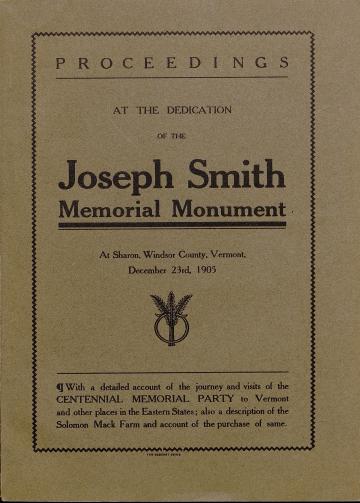 PROCEEDINGS
AT THE DEDICATION
OF THE
Joseph Smith
Memorial Monument
At Sharon, Windsor County, Vermont,
December 23rd, 1905
¶ With a detailed account of the journey and visits of the
CENTENNIAL MEMORIAL PARTY to Vermont
and other places in the Eastern States; also a description of the
Solomon Mack Farm and account of the purchase of same.